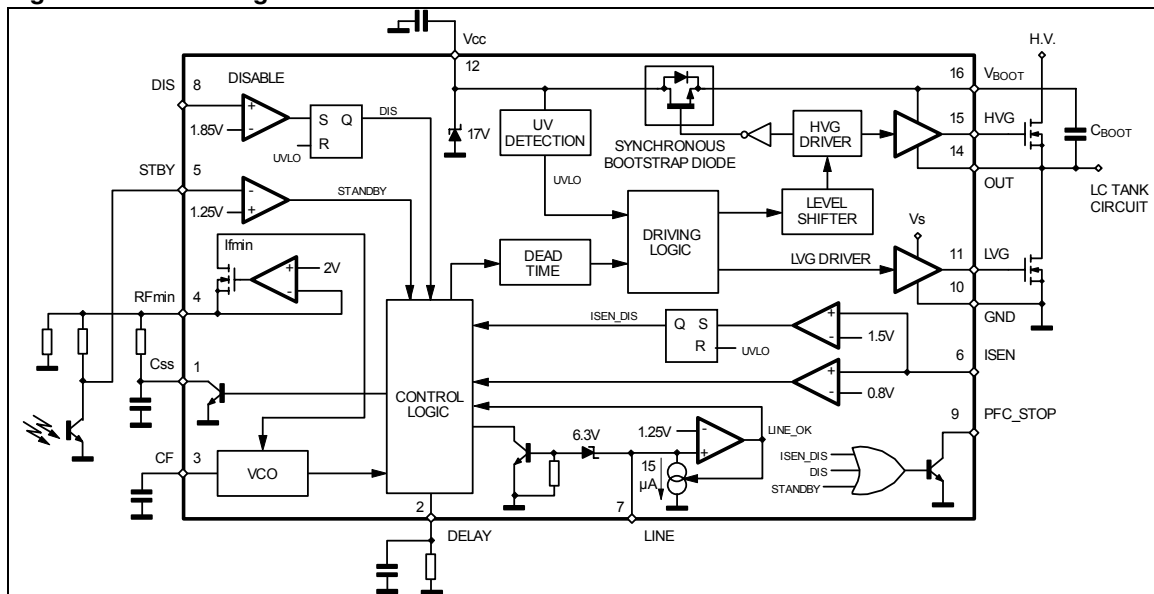 Vcc
H.V.
12
DIS
8
DISABLE
16
VBOOT
1.85V
S Q
R
DIS
UVLO
17V
UV
DETECTION
SYNCHRONOUS
BOOTSTRAP DIODE
HVG
DRIVER
15
HVG
14
CBOOT
STBY
5
1.25V
STANDBY
UVLO
OUT
LC TANK
CIRCUIT
LEVEL
SHIFTER
DRIVING
LOGIC
Vs
Ifmin
2V
DEAD
TIME
LVG DRIVER
11
LVG
10
GND
RFmin
4
ISEN_DIS
Q S
R
UVLO
1.5V
6
ISEN
Css
1
CONTROL
LOGIC
0.8V
9
PFC_STOP
6.3V
1.25V
LINE_OK
CF
3
VCO
15
µA
ISEN_DIS
DIS
STANDBY
2
7
DELAY
LINE